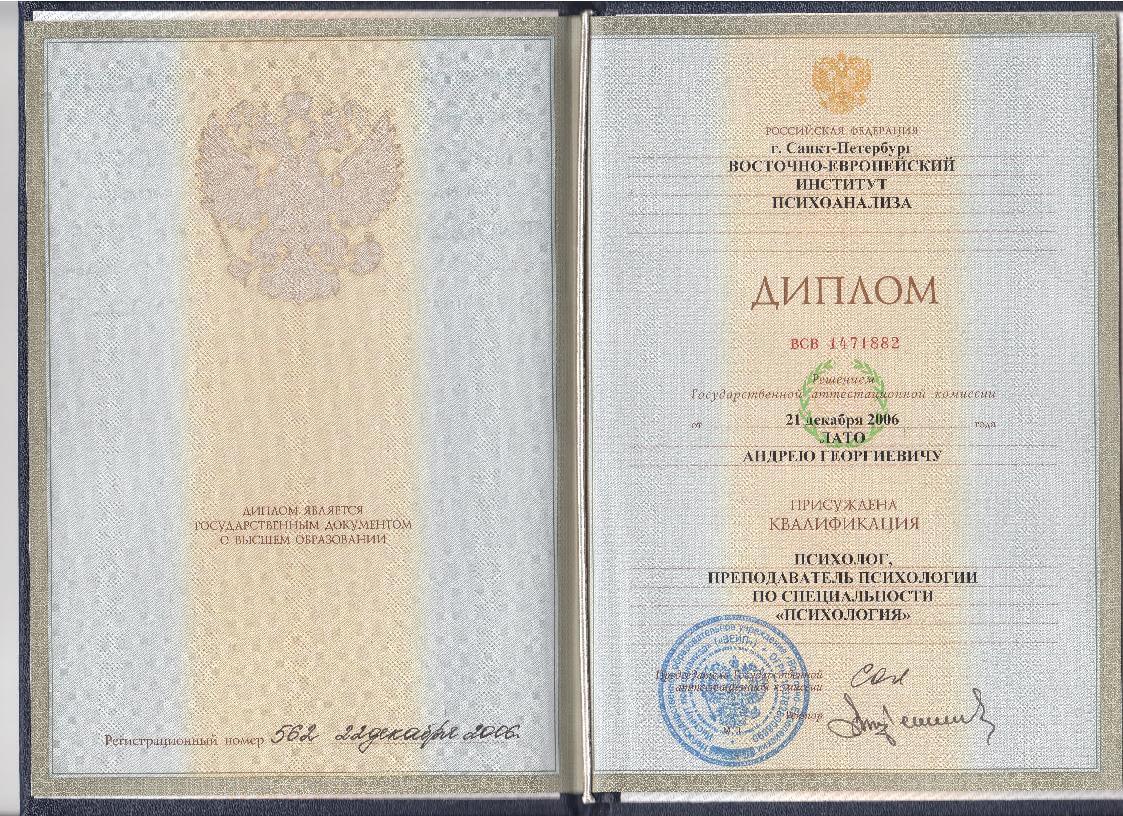 ДИПЛОМ ЯВЛЯЕТСЯ
ГОСУДАРСТВЕННЫМ ДОКУМЕНТОМ
О ВЫСШЕМ ОБРАЗОВАНИИ
Регистрационный номер 562 22 декабря 2006.
РОССИЙСКАЯ ФЕДЕРАЦИЯ
г. Санкт-Петербург
ВОСТОЧНО-ЕВРОПЕЙСКИЙ
ИНСТИТУТ
ПСИХОАНАЛИЗА
ДИПЛОМ
ВСВ 1471882
Решением
Государственной аттестационной комиссии
от 21 декабря 2006 года
ЛАТО
АНДРЕЮ ГЕОРГИЕВИЧУ
ПРИСУЖДЕНА
КВАЛИФИКАЦИЯ
ПСИХОЛОГ,
ПРЕПОДАВАТЕЛЬ ПСИХОЛОГИИ
ПО СПЕЦИАЛЬНОСТИ
«ПСИХОЛОГИЯ»
Председатель Государственной
аттестационной комиссии
Ректор
М.П.